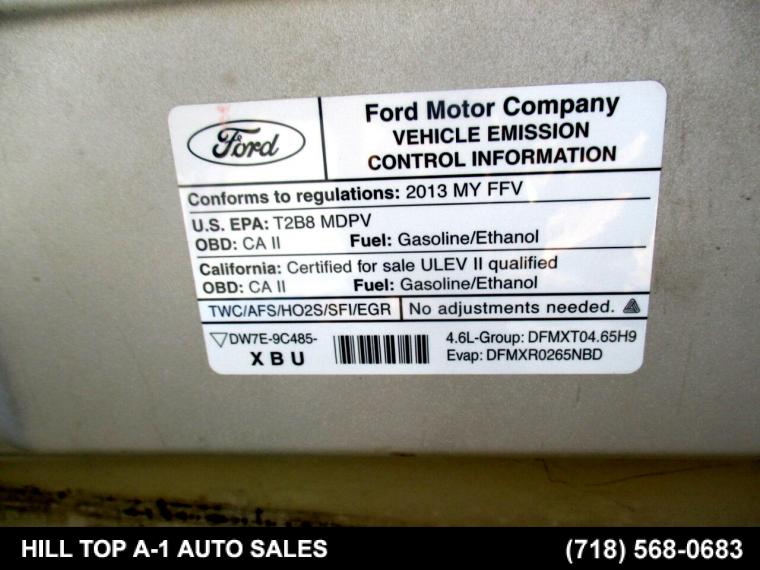 Ford
Ford Motor Company
VEHICLE EMISSION
CONTROL INFORMATION
Conforms to regulations: 2013 MY FFV
U.S. EPA: T2B8 MDPV
OBD: CA II Fuel: Gasoline/Ethanol
California: Certified for sale ULEV II qualified
OBD: CA II Fuel: Gasoline/Ethanol
TWC/AFS/HO2S/SFI/EGR No adjustments needed.
DW7E-9C485-
XBU
4.6L-Group: DFMXT04.65H9
Evap: DFMXR0265NBD
HILL TOP A-1 AUTO SALES (718) 568-0683